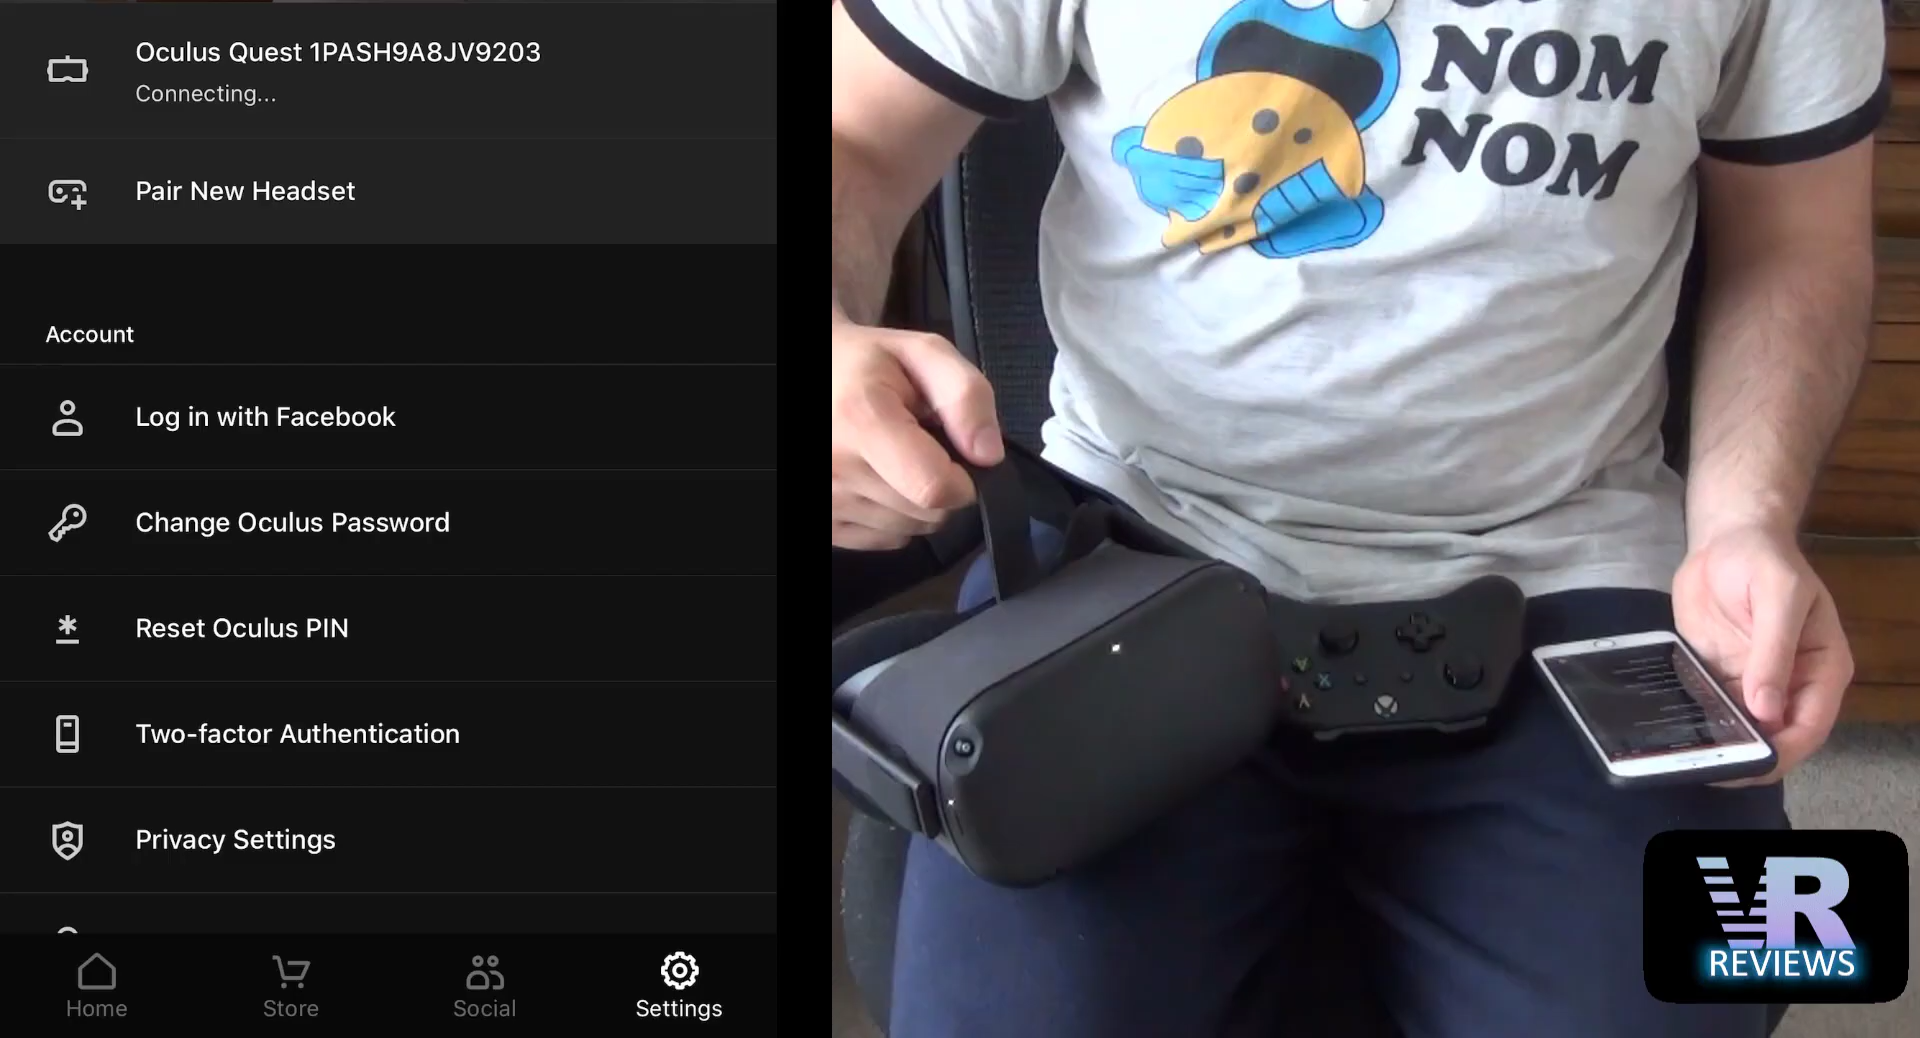 Oculus Quest 1PASH9A8JV9203
Connecting...
Pair New Headset
Account
Log in with Facebook
Change Oculus Password
Reset Oculus PIN
Two-factor Authentication
Privacy Settings
Home
Store
Social
Settings
NOM
NOM
X
Y
VR
REVIEWS